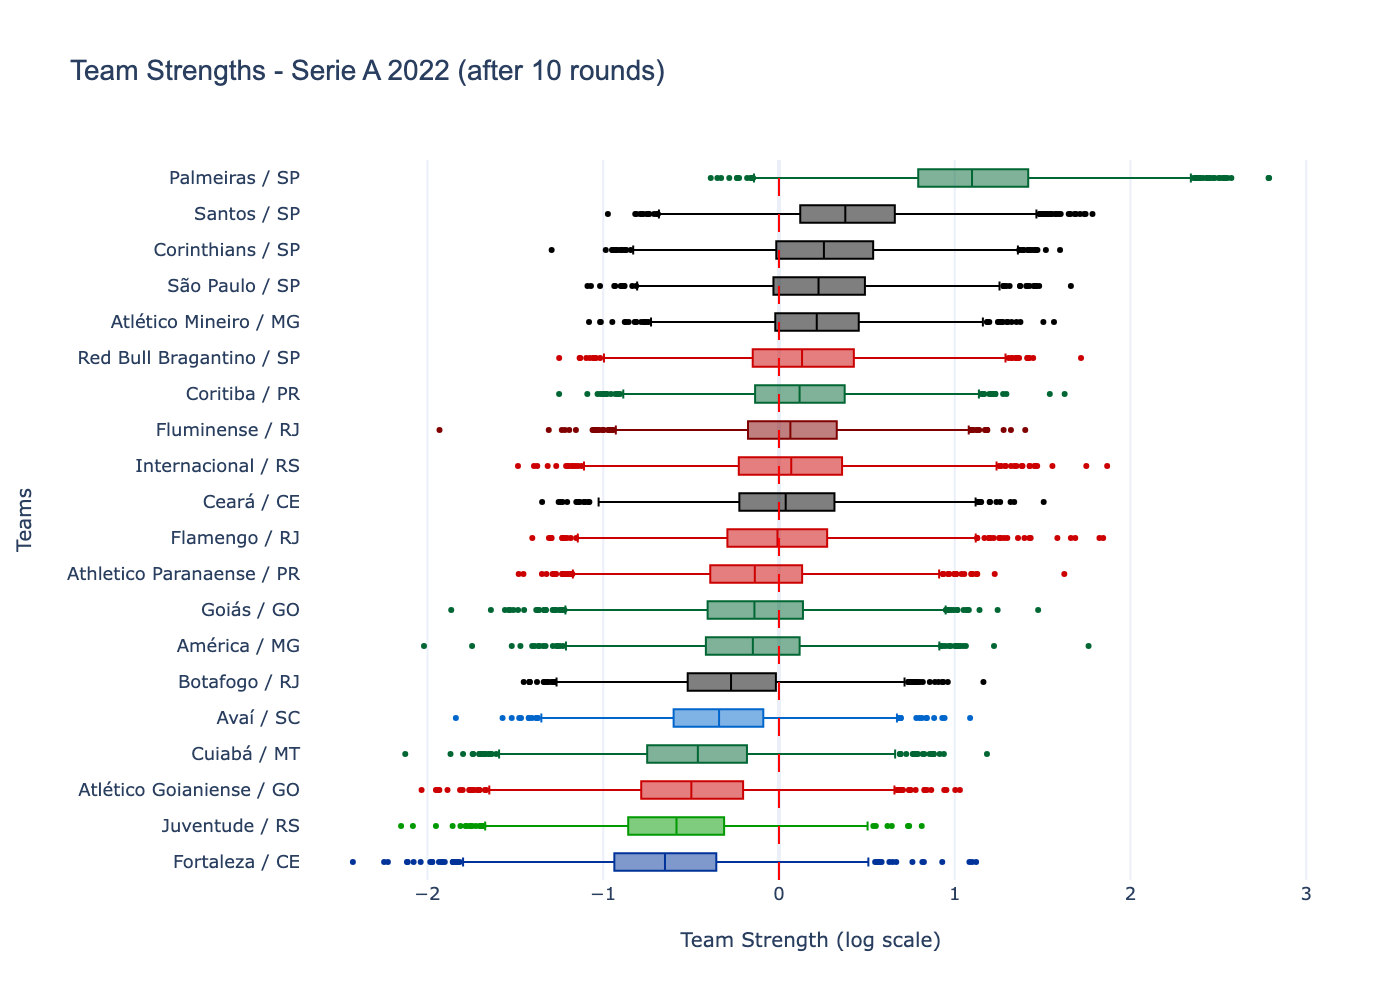 Team Strengths - Serie A 2022 (after 10 rounds)
Palmeiras / SP
Santos / SP
Corinthians / SP
São Paulo / SP
Atlético Mineiro / MG
Red Bull Bragantino / SP
Coritiba / PR
Fluminense / RJ
Internacional / RS
Ceará / CE
Flamengo / RJ
Athletico Paranaense / PR
Goiás / GO
América / MG
Botafogo / RJ
Avaí / SC
Cuiabá / MT
Atlético Goianiense / GO
Juventude / RS
Fortaleza / CE
Teams
−2 −1 0 1 2 3
Team Strength (log scale)